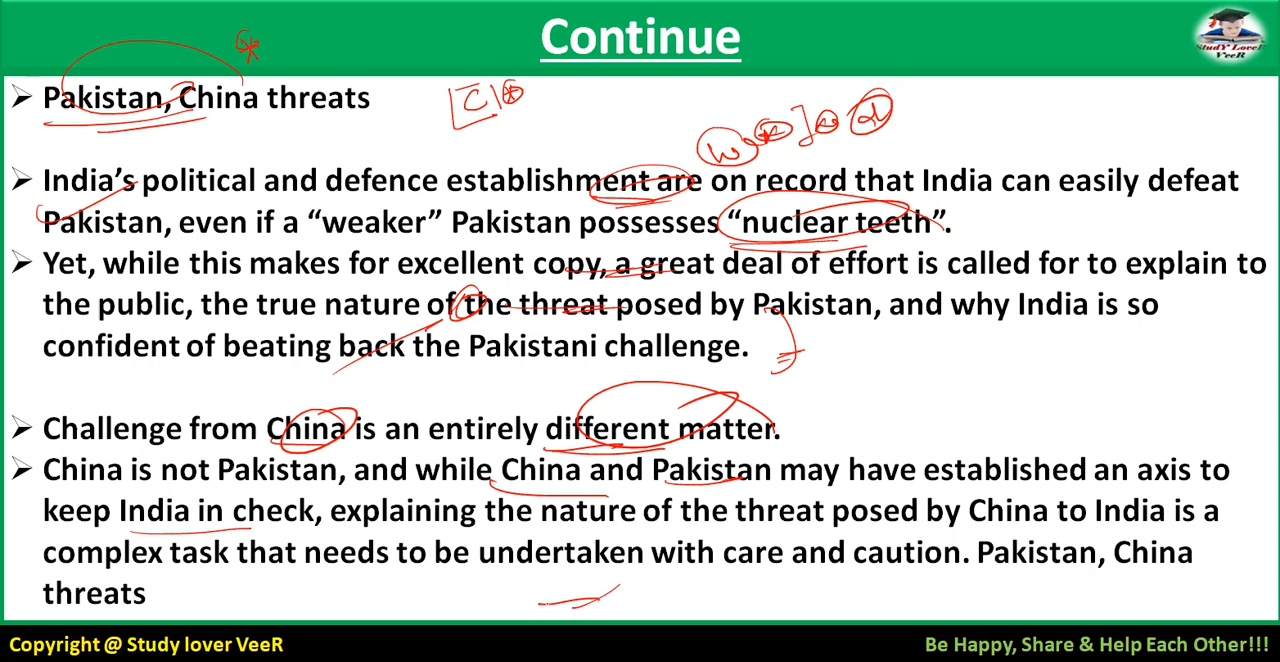 Continue
StudY LoveR
VeeR
➢ Pakistan, China threats
➢ India’s political and defence establishment are on record that India can easily defeat
Pakistan, even if a “weaker” Pakistan possesses “nuclear teeth”.
➢ Yet, while this makes for excellent copy, a great deal of effort is called for to explain to
the public, the true nature of the threat posed by Pakistan, and why India is so
confident of beating back the Pakistani challenge.
➢ Challenge from China is an entirely different matter.
➢ China is not Pakistan, and while China and Pakistan may have established an axis to
keep India in check, explaining the nature of the threat posed by China to India is a
complex task that needs to be undertaken with care and caution. Pakistan, China
threats
Copyright @ Study lover VeeR
Be Happy, Share & Help Each Other!!!